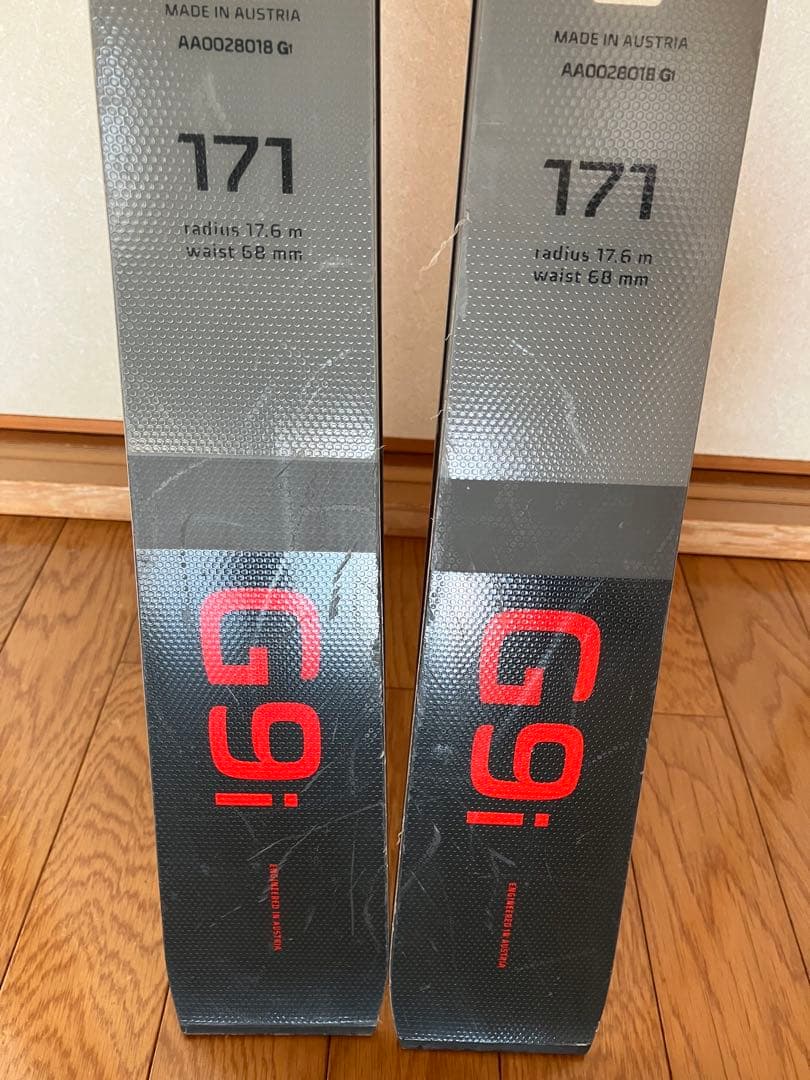 MADE IN AUSTRIA
AA0028018 G1
171
radius 17.6 m
waist 68 mm
G9i
ENGINEERED IN AUSTRIA
MADE IN AUSTRIA
AA0028018 G1
171
radius 17.6 m
waist 68 mm
G9i
ENGINEERED IN AUSTRIA